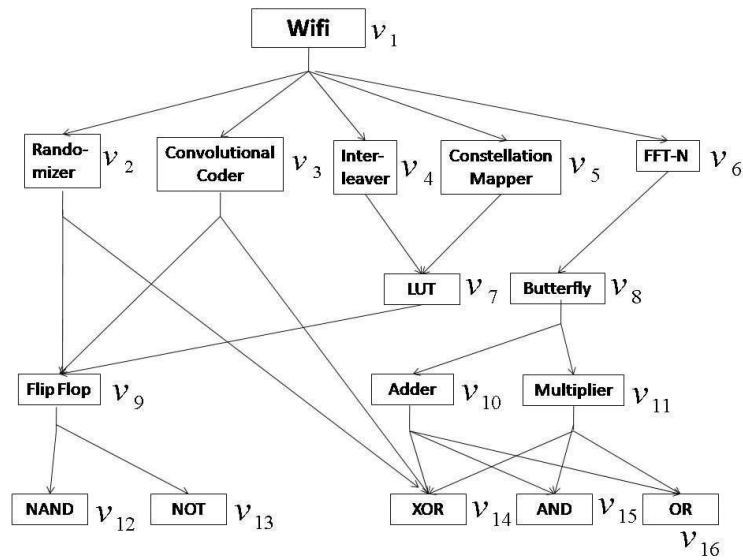 Wifi v1
Rando-
mizer
v2
Convolutional
Coder
v3
Inter-
leaver
v4
Constellation
Mapper
v5
FFT-N v6
LUT v7
Butterfly v8
Flip Flop v9
Adder v10
Multiplier v11
NAND v12
NOT v13
XOR v14
AND v15
OR v16